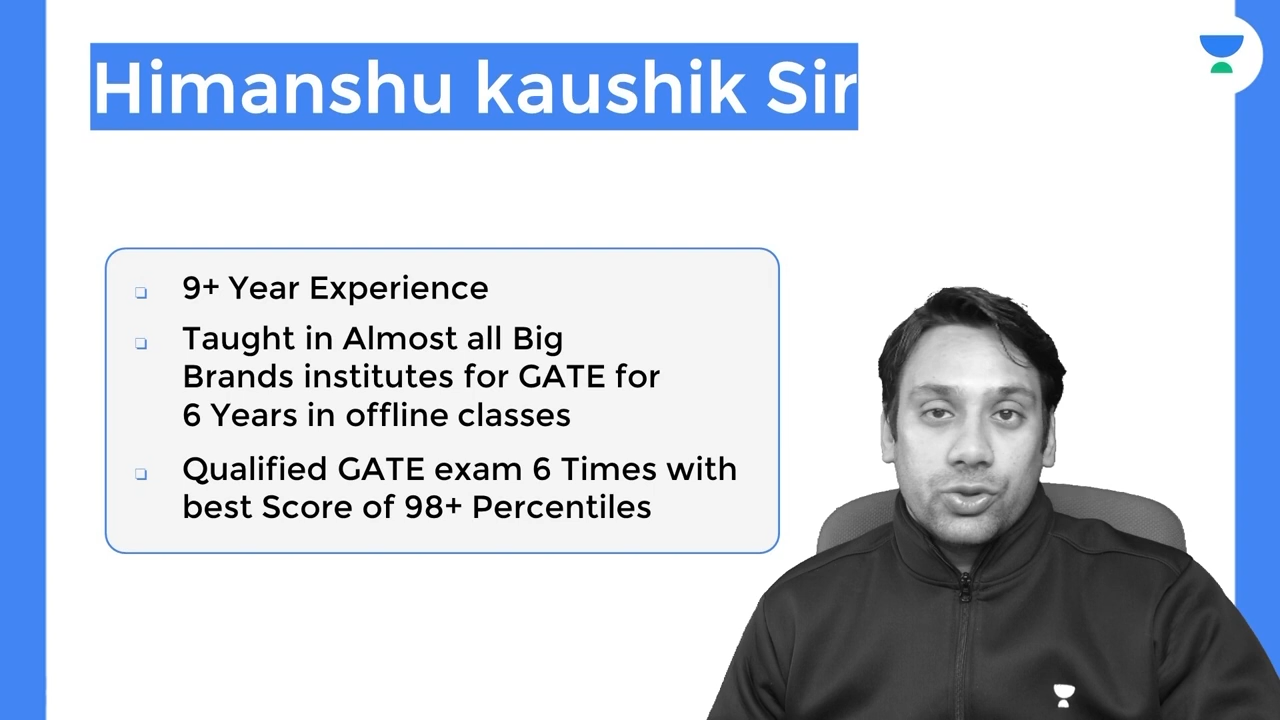 Himanshu kaushik Sir
9+ Year Experience
Taught in Almost all Big
Brands institutes for GATE for
6 Years in offline classes
Qualified GATE exam 6 Times with
best Score of 98+ Percentiles